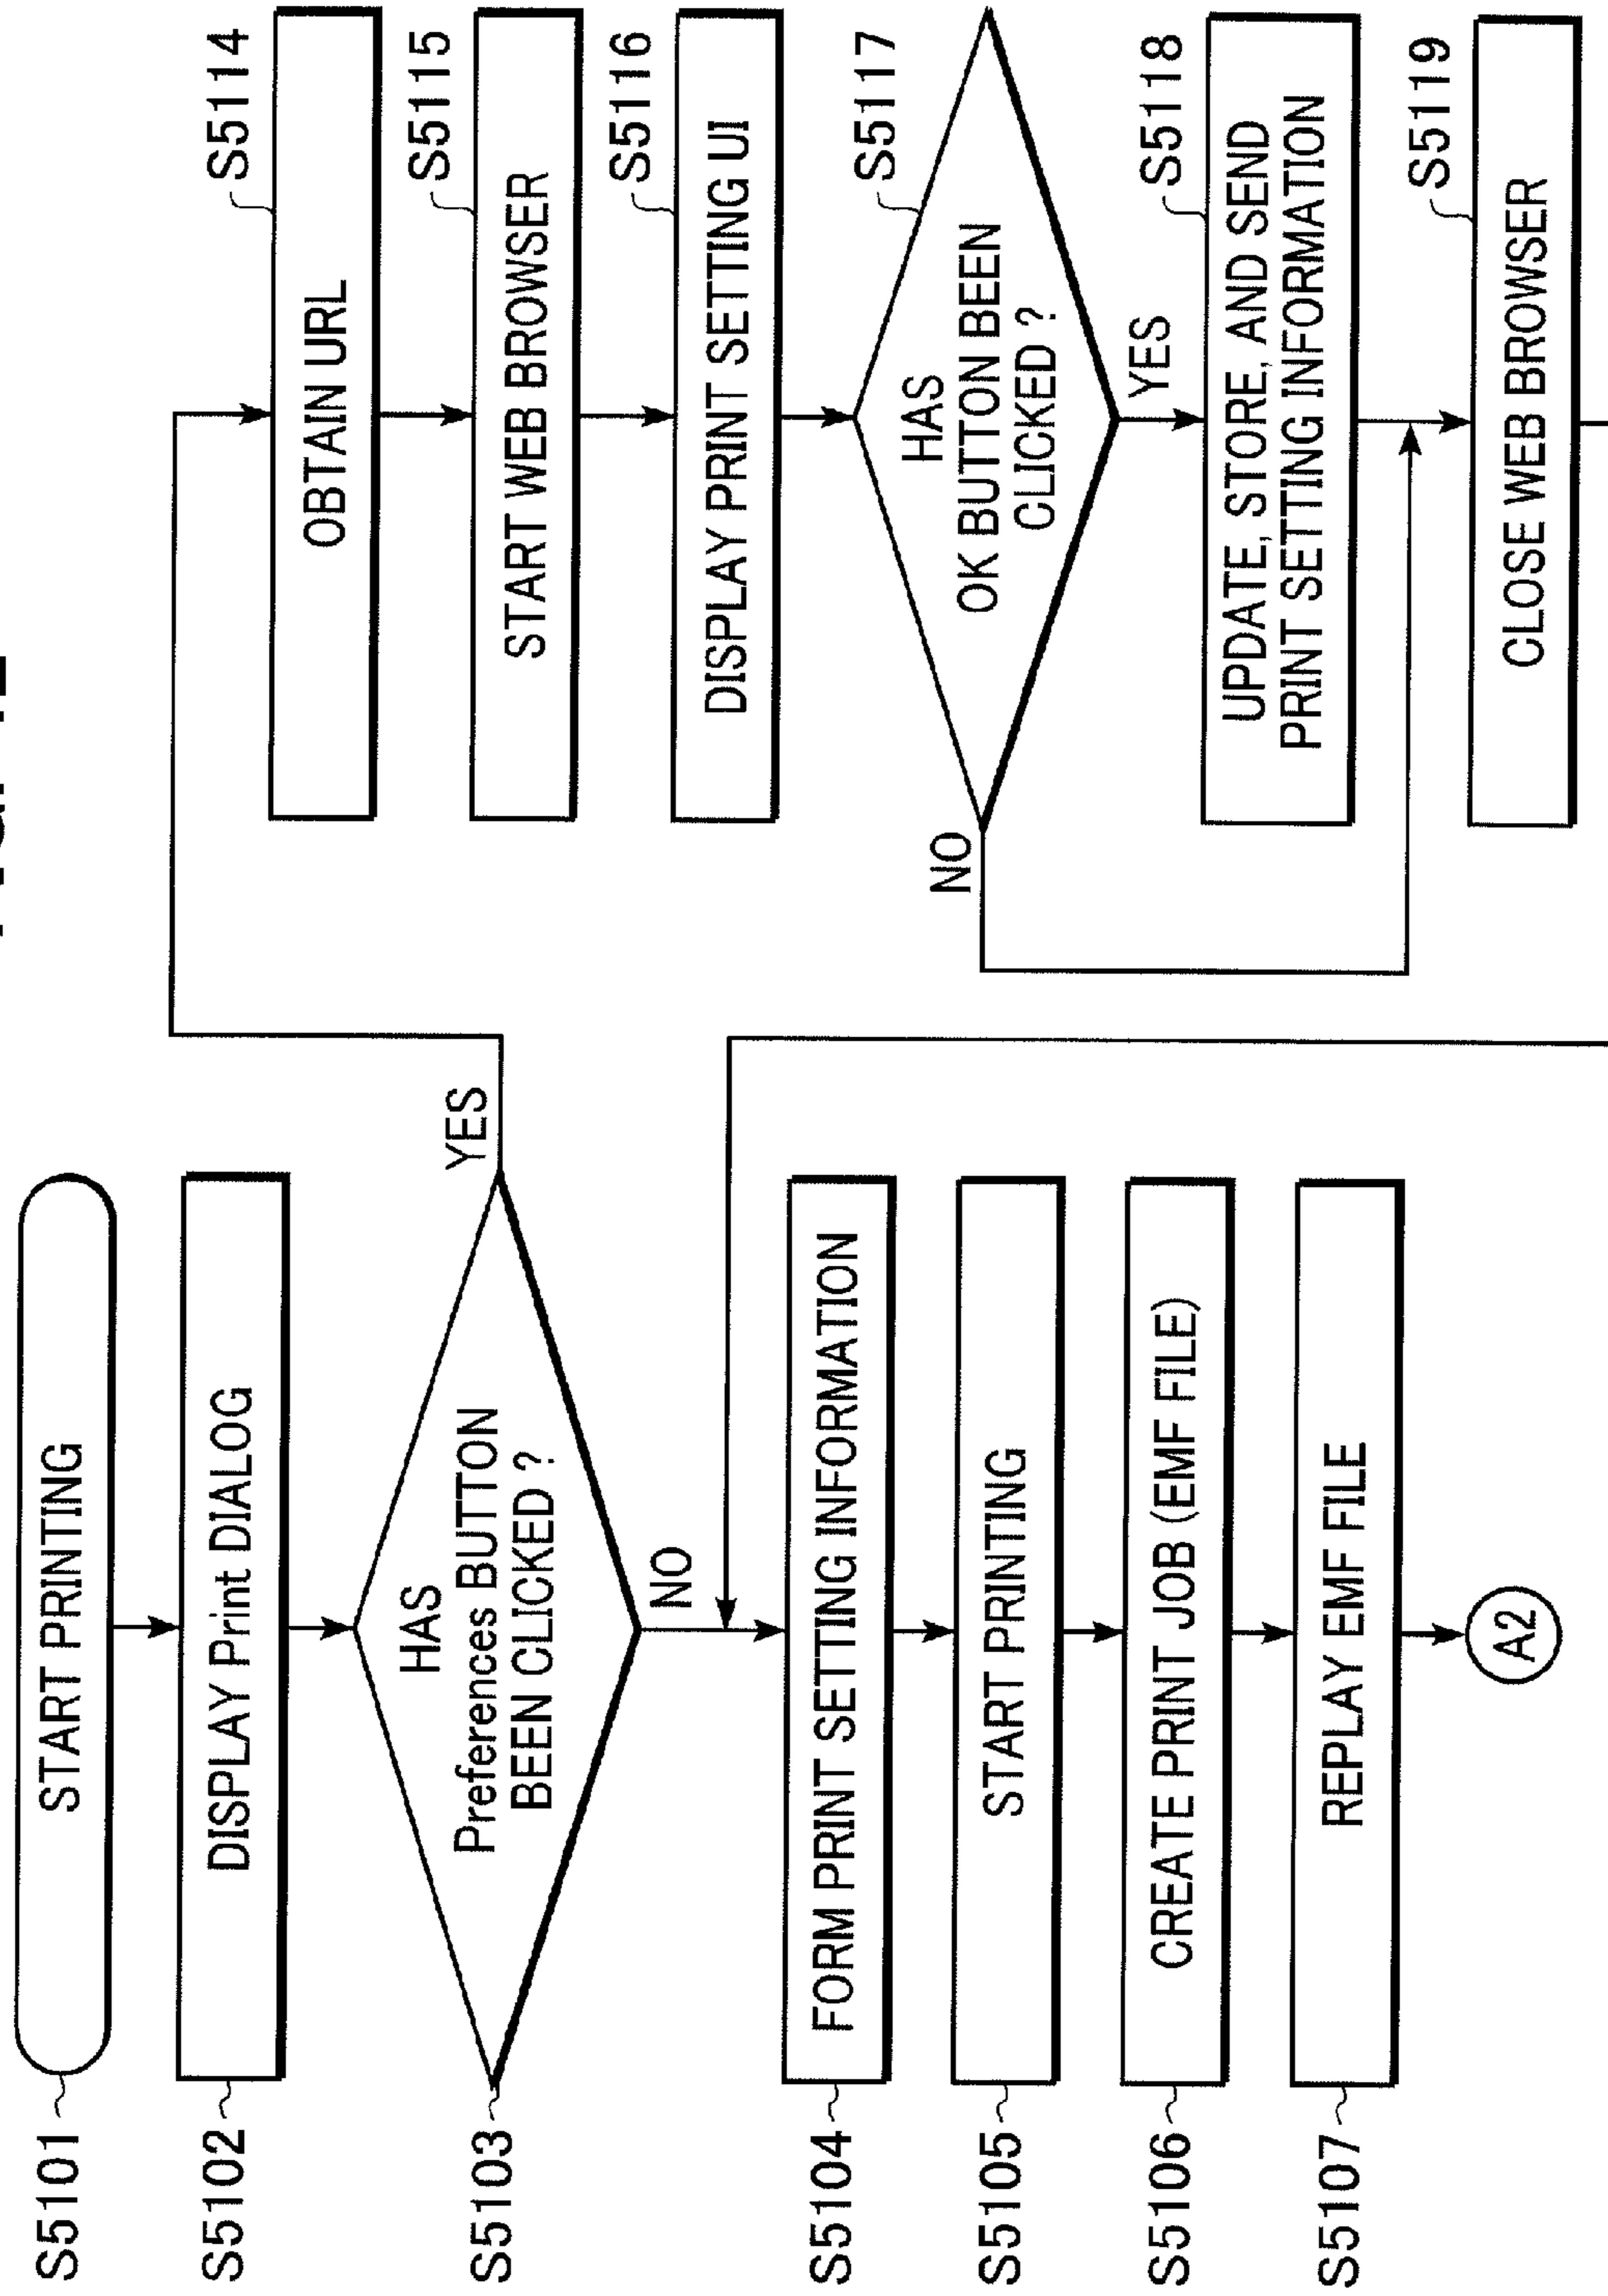 S5101
START PRINTING
S5102
DISPLAY Print DIALOG
S5103
HAS
Preferences BUTTON
BEEN CLICKED ?
YES
NO
S5104
FORM PRINT SETTING INFORMATION
S5105
START PRINTING
S5106
CREATE PRINT JOB (EMF FILE)
S5107
REPLAY EMF FILE
A2
S5114
OBTAIN URL
S5115
START WEB BROWSER
S5116
DISPLAY PRINT SETTING UI
S5117
HAS
OK BUTTON BEEN
CLICKED ?
NO
YES
S5118
UPDATE, STORE, AND SEND
PRINT SETTING INFORMATION
S5119
CLOSE WEB BROWSER